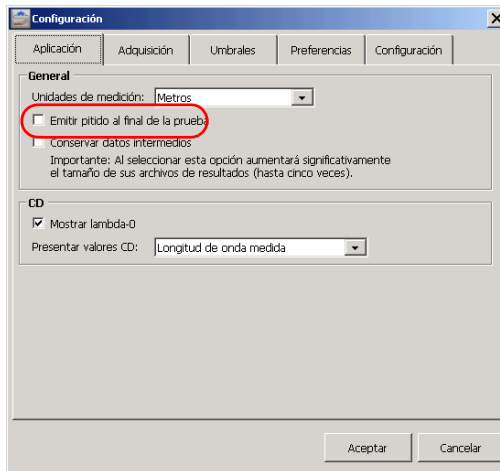 Configuración
Aplicación Adquisición Umbrales Preferencias Configuración
General
Unidades de medición: Metros
Emitir pitido al final de la prueba
Conservar datos intermedios
Importante: Al seleccionar esta opción aumentará significativamente
el tamaño de sus archivos de resultados (hasta cinco veces).
CD
Mostrar lambda-0
Presentar valores CD: Longitud de onda medida
Aceptar Cancelar